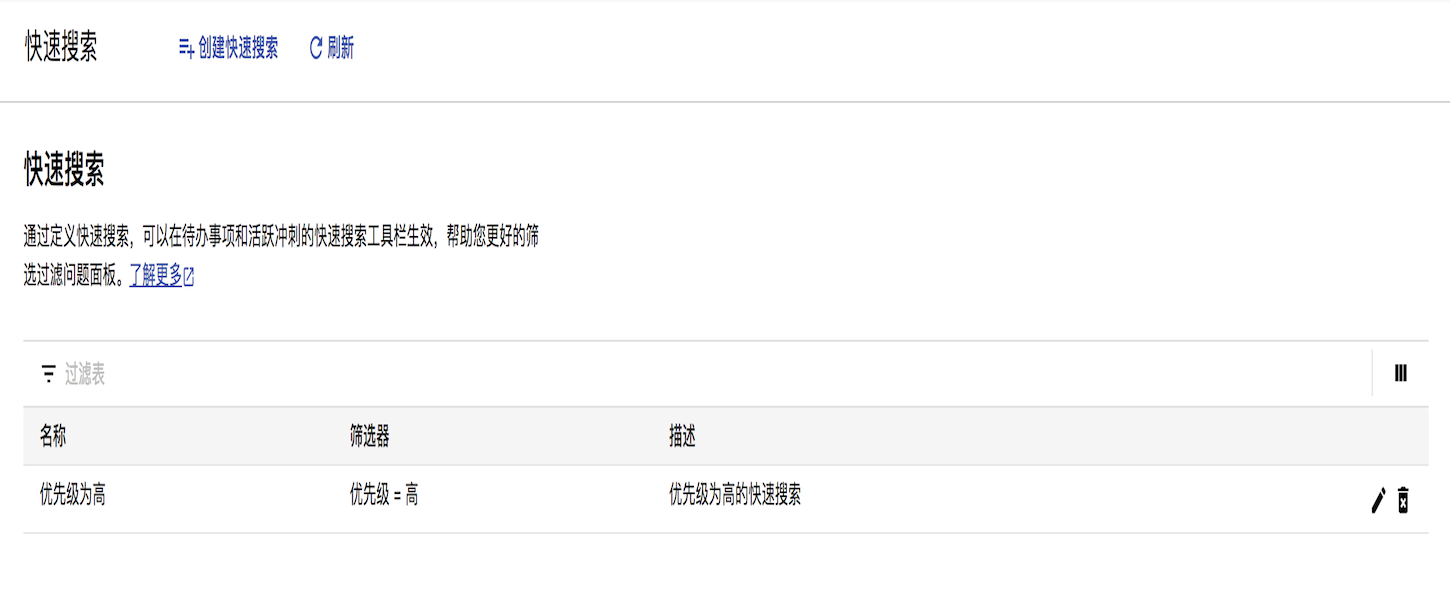 快速搜索 创建快速搜索 刷新
快速搜索
通过定义快速搜索，可以在待办事项和活跃冲刺的快速搜索工具栏生效，帮助您更好的筛
选过滤问题面板。了解更多
过滤表
名称 筛选器 描述
优先级为高 优先级 = 高 优先级为高的快速搜索